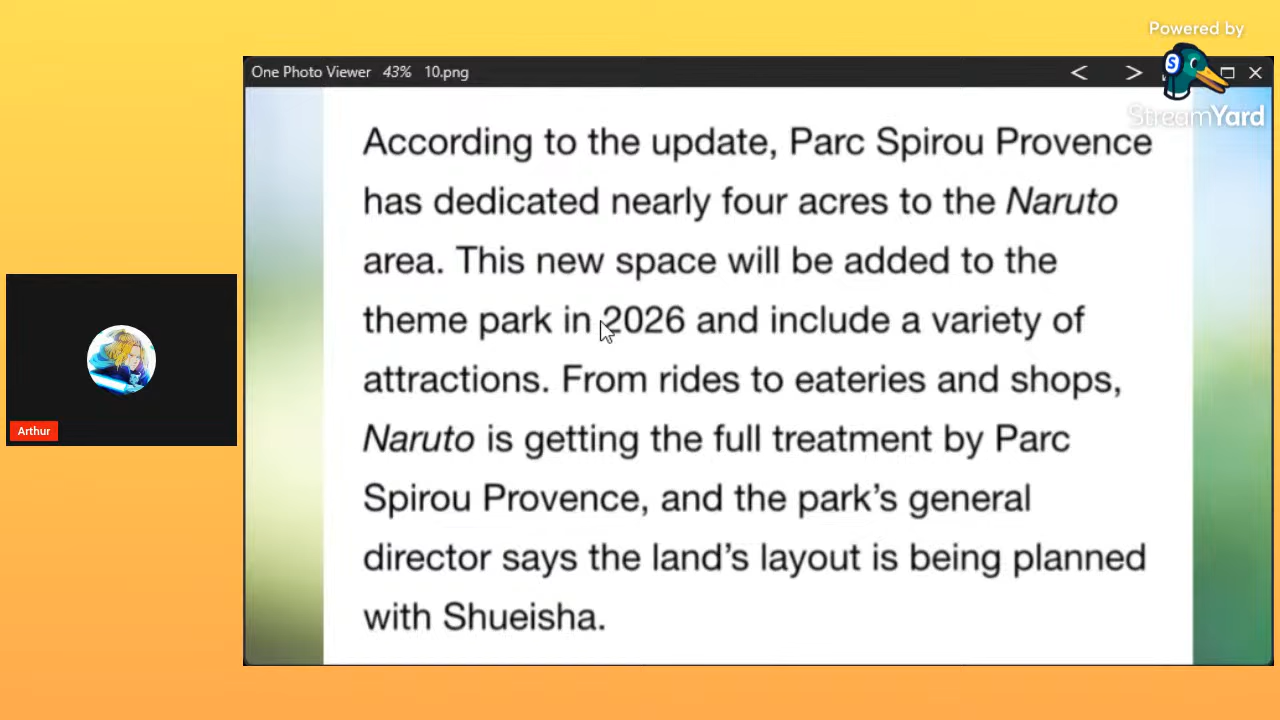 Powered by
StreamYard
One Photo Viewer 43% 10.png
According to the update, Parc Spirou Provence
has dedicated nearly four acres to the Naruto
area. This new space will be added to the
theme park in 2026 and include a variety of
attractions. From rides to eateries and shops,
Naruto is getting the full treatment by Parc
Spirou Provence, and the park’s general
director says the land’s layout is being planned
with Shueisha.
Arthur